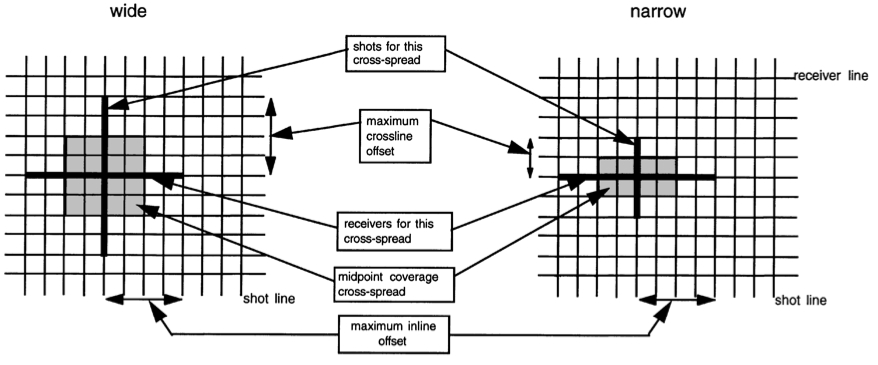 wide
narrow
shots for this
cross-spread
receiver line
maximum
crossline
offset
receivers for this
cross-spread
midpoint coverage
cross-spread
shot line
shot line
maximum inline
offset